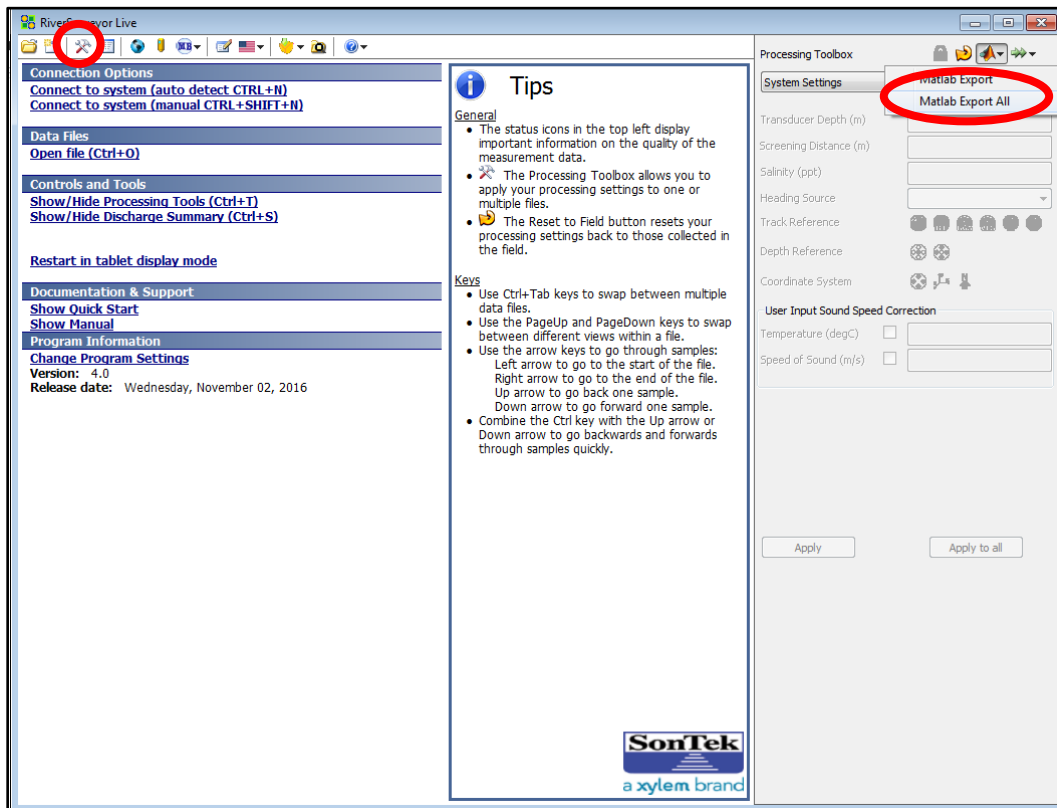 RiverSurveyor Live
Connection Options
Connect to system (auto detect CTRL+N)
Connect to system (manual CTRL+SHIFT+N)
Data Files
Open file (Ctrl+O)
Controls and Tools
Show/Hide Processing Tools (Ctrl+T)
Show/Hide Discharge Summary (Ctrl+S)
Restart in tablet display mode
Documentation & Support
Show Quick Start
Show Manual
Program Information
Change Program Settings
Version: 4.0
Release date: Wednesday, November 02, 2016
Tips
General
• The status icons in the top left display
important information on the quality of the
measurement data.
• The Processing Toolbox allows you to
apply your processing settings to one or
multiple files.
• The Reset to Field button resets your
processing settings back to those collected in
the field.
Keys
• Use Ctrl+Tab keys to swap between multiple
data files.
• Use the PageUp and PageDown keys to swap
between different views within a file.
• Use the arrow keys to go through samples:
Left arrow to go to the start of the file.
Right arrow to go to the end of the file.
Up arrow to go back one sample.
Down arrow to go forward one sample.
• Combine the Ctrl key with the Up arrow or
Down arrow to go backwards and forwards
through samples quickly.
SonTek
a xylem brand
Processing Toolbox
System Settings
Matlab Export
Matlab Export All
Transducer Depth (m)
Screening Distance (m)
Salinity (ppt)
Heading Source
Track Reference
Depth Reference
Coordinate System
User Input Sound Speed Correction
Temperature (degC)
Speed of Sound (m/s)
Apply
Apply to all